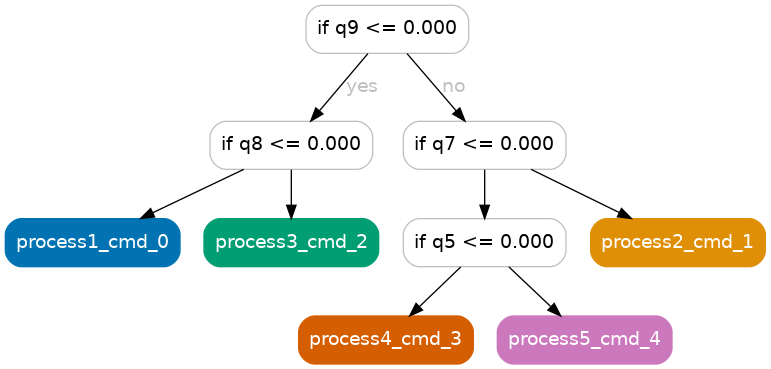 if q9 <= 0.000
yes
no
if q8 <= 0.000
if q7 <= 0.000
process1_cmd_0
process3_cmd_2
if q5 <= 0.000
process2_cmd_1
process4_cmd_3
process5_cmd_4